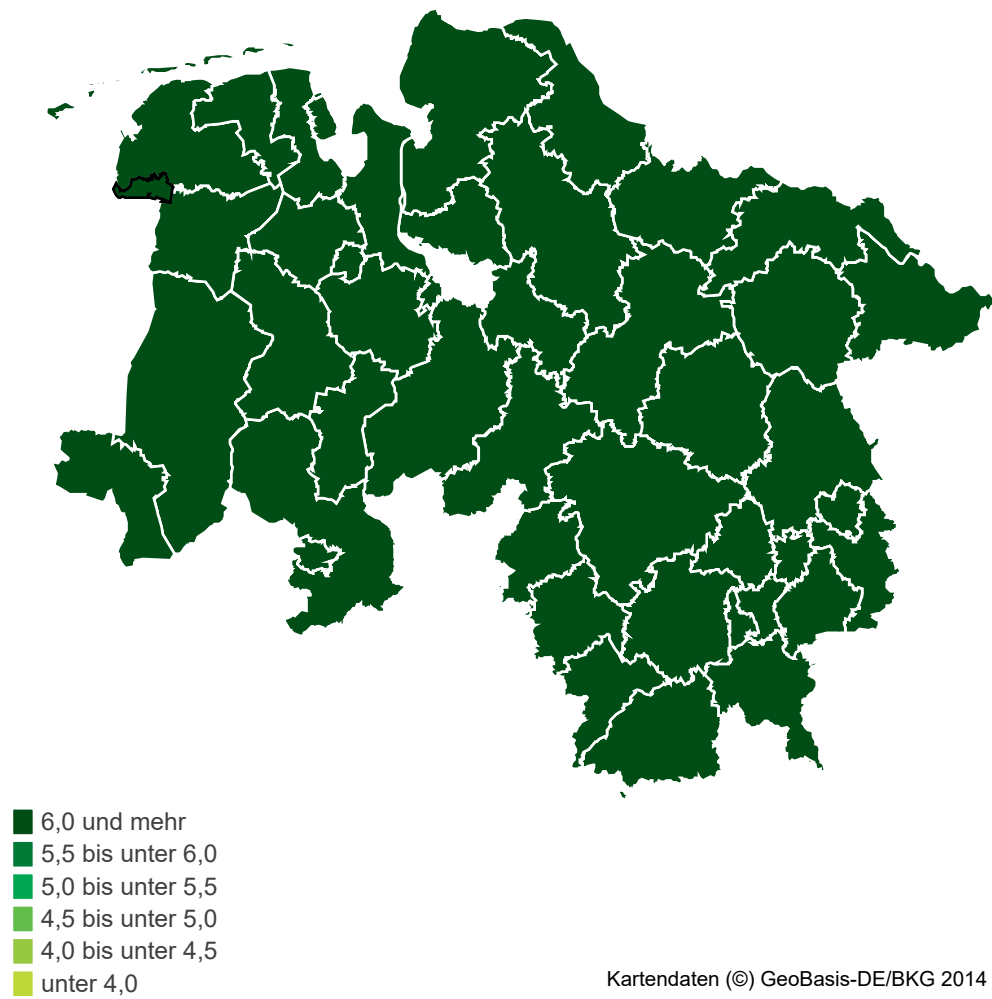 6,0 und mehr
5,5 bis unter 6,0
5,0 bis unter 5,5
4,5 bis unter 5,0
4,0 bis unter 4,5
unter 4,0
Kartendaten (©) GeoBasis-DE/BKG 2014